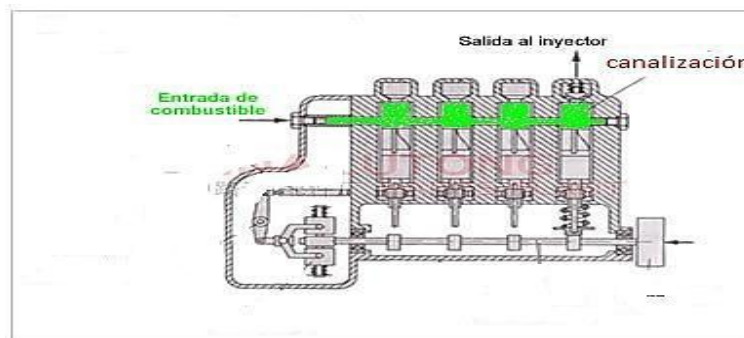 Salida al inyector
canalización
Entrada de
combustible